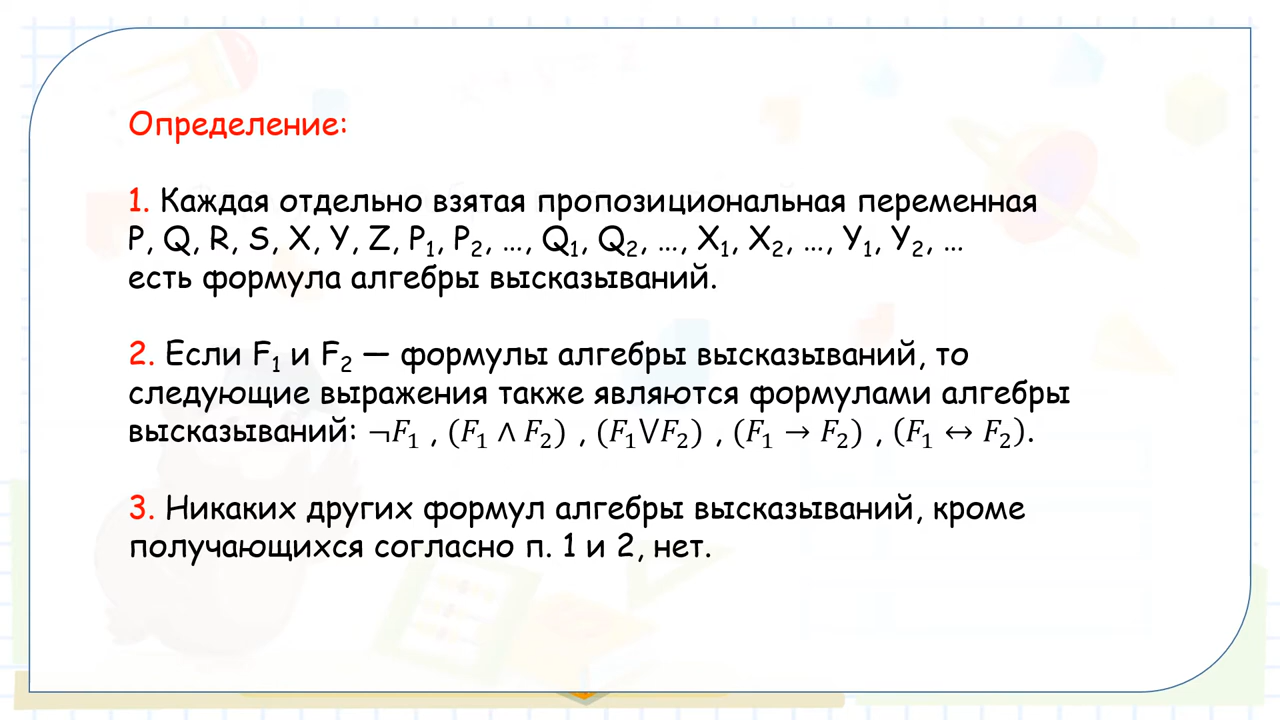 Определение:
1. Каждая отдельно взятая пропозициональная переменная
P, Q, R, S, X, Y, Z, P₁, P₂, ..., Q₁, Q₂, ..., X₁, X₂, ..., Y₁, Y₂, ...
есть формула алгебры высказываний.
2. Если F₁ и F₂ — формулы алгебры высказываний, то
следующие выражения также являются формулами алгебры
высказываний: ¬F₁ , (F₁ ∧ F₂) , (F₁⋁F₂) , (F₁ → F₂) , (F₁ ↔ F₂).
3. Никаких других формул алгебры высказываний, кроме
получающихся согласно п. 1 и 2, нет.